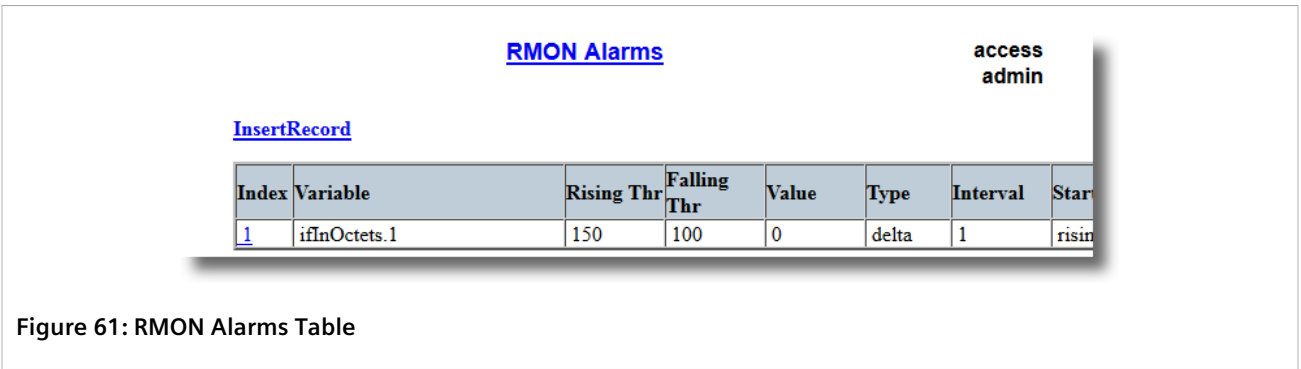 RMON Alarms
access
admin
InsertRecord
Index Variable Rising Thr Falling Thr Value Type Interval
1 ifInOctets.1 150 100 0 delta 1
Figure 61: RMON Alarms Table